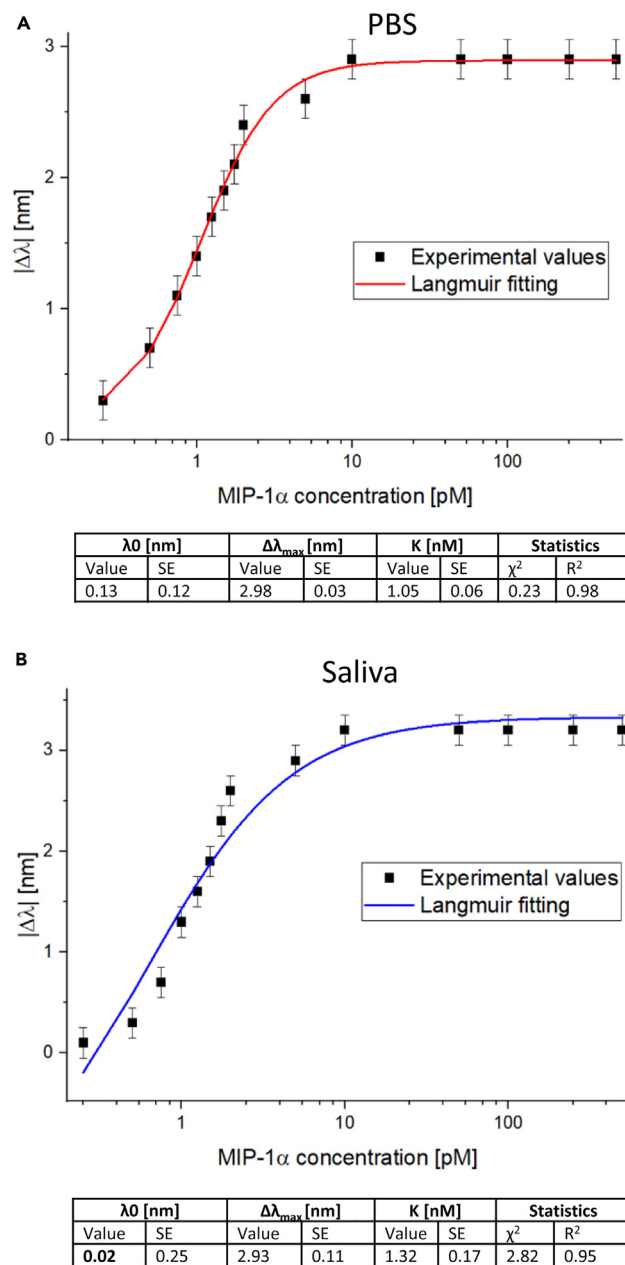 A
PBS
3
2
1
0
|Δλ| [nm]
Experimental values
Langmuir fitting
1 10 100
MIP-1α concentration [pM]
λ0 [nm] Δλmax [nm] K [nM] Statistics
Value SE Value SE Value SE χ² R²
0.13 0.12 2.98 0.03 1.05 0.06 0.23 0.98
B
Saliva
3
2
1
0
|Δλ| [nm]
Experimental values
Langmuir fitting
1 10 100
MIP-1α concentration [pM]
λ0 [nm] Δλmax [nm] K [nM] Statistics
Value SE Value SE Value SE χ² R²
0.02 0.25 2.93 0.11 1.32 0.17 2.82 0.95